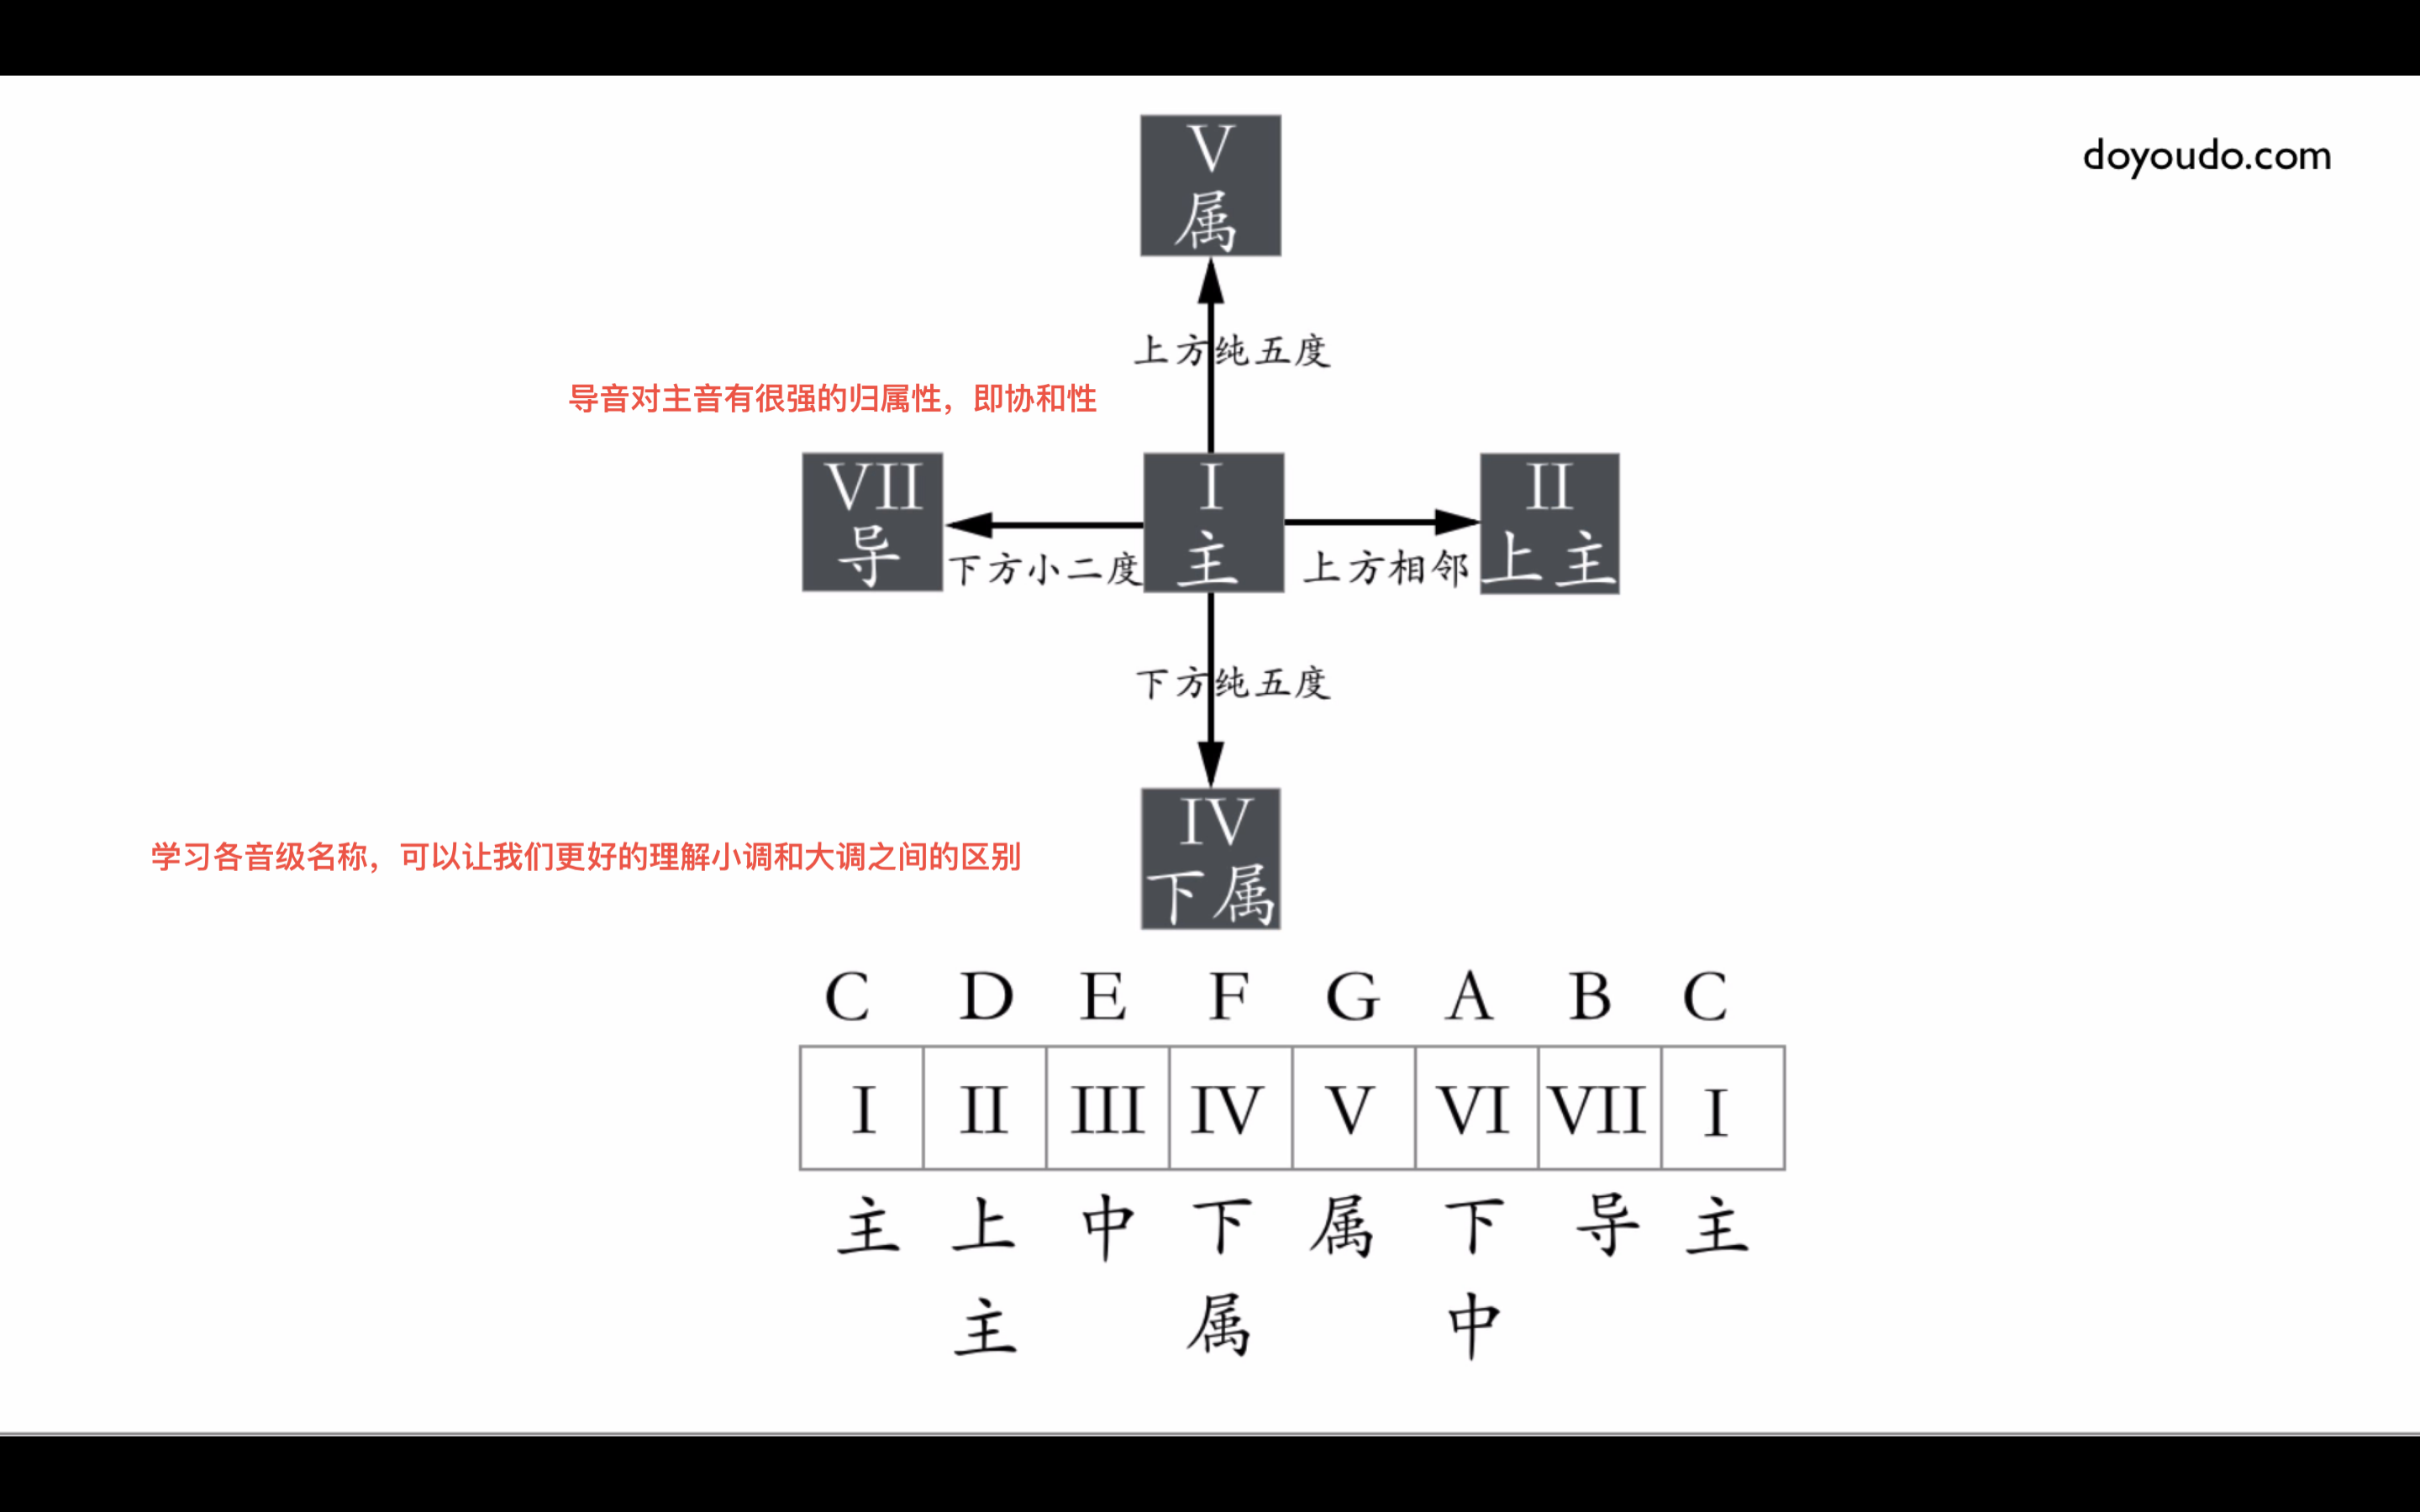 doyoudo.com
V
属
上方纯五度
导音对主音有很强的归属性，即协和性
VII
导
下方小二度
I
主
上方相邻
II
上主
下方纯五度
学习各音级名称，可以让我们更好的理解小调和大调之间的区别
IV
下属
C D E F G A B C
I II III IV V VI VII I
主 上 中 下 属 下 导 主
主 属 中